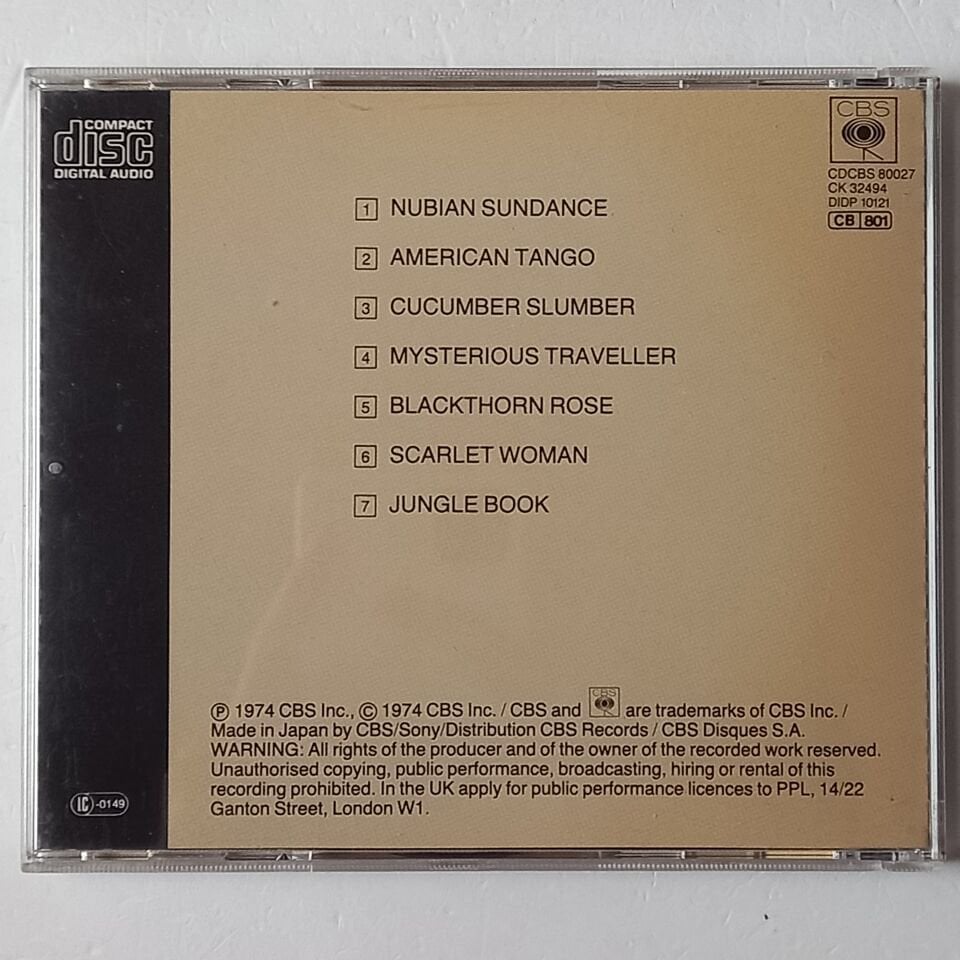 COMPACT
disc
DIGITAL AUDIO
CBS
CDCBS 80027
CK 32494
DIDP 10121
CB 801
1 NUBIAN SUNDANCE
2 AMERICAN TANGO
3 CUCUMBER SLUMBER
4 MYSTERIOUS TRAVELLER
5 BLACKTHORN ROSE
6 SCARLET WOMAN
7 JUNGLE BOOK
Ⓟ 1974 CBS Inc., © 1974 CBS Inc. / CBS and CBS are trademarks of CBS Inc. /
Made in Japan by CBS/Sony/Distribution CBS Records / CBS Disques S.A.
WARNING: All rights of the producer and of the owner of the recorded work reserved.
Unauthorised copying, public performance, broadcasting, hiring or rental of this
recording prohibited. In the UK apply for public performance licences to PPL, 14/22
Ganton Street, London W1.
IC -0149